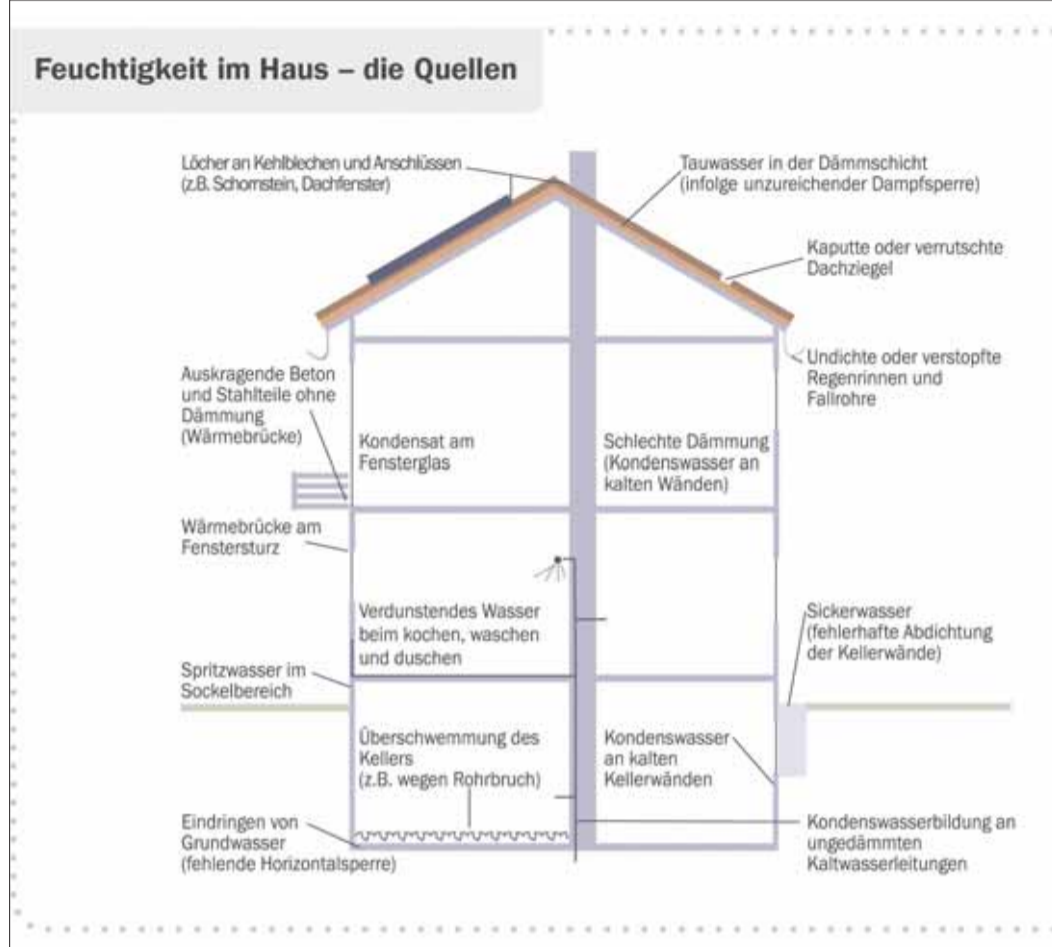 Feuchtigkeit im Haus – die Quellen
Löcher an Kehlblechen und Anschlüssen
(z.B. Schornstein, Dachfenster)
Tauwasser in der Dämmschicht
(infolge unzureichender Dampfsperre)
Kaputte oder verrutschte
Dachziegel
Undichte oder verstopfte
Regenrinnen und
Fallrohre
Auskragende Beton
und Stahlteile ohne
Dämmung
(Wärmebrücke)
Kondensat am
Fensterglas
Schlechte Dämmung
(Kondenswasser an
kalten Wänden)
Wärmebrücke am
Fenstersturz
Verdunstendes Wasser
beim kochen, waschen
und duschen
Sickerwasser
(fehlerhafte Abdichtung
der Kellerwände)
Spritzwasser im
Sockelbereich
Überschwemmung des
Kellers
(z.B. wegen Rohrbruch)
Kondenswasser
an kalten
Kellerwänden
Eindringen von
Grundwasser
(fehlende Horizontalsperre)
Kondenswasserbildung an
ungedämmten
Kaltwasserleitungen